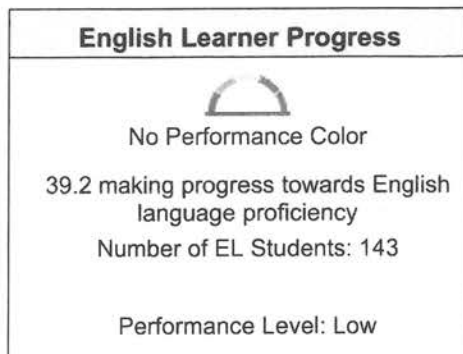 English Learner Progress
No Performance Color
39.2 making progress towards English
language proficiency
Number of EL Students: 143
Performance Level: Low